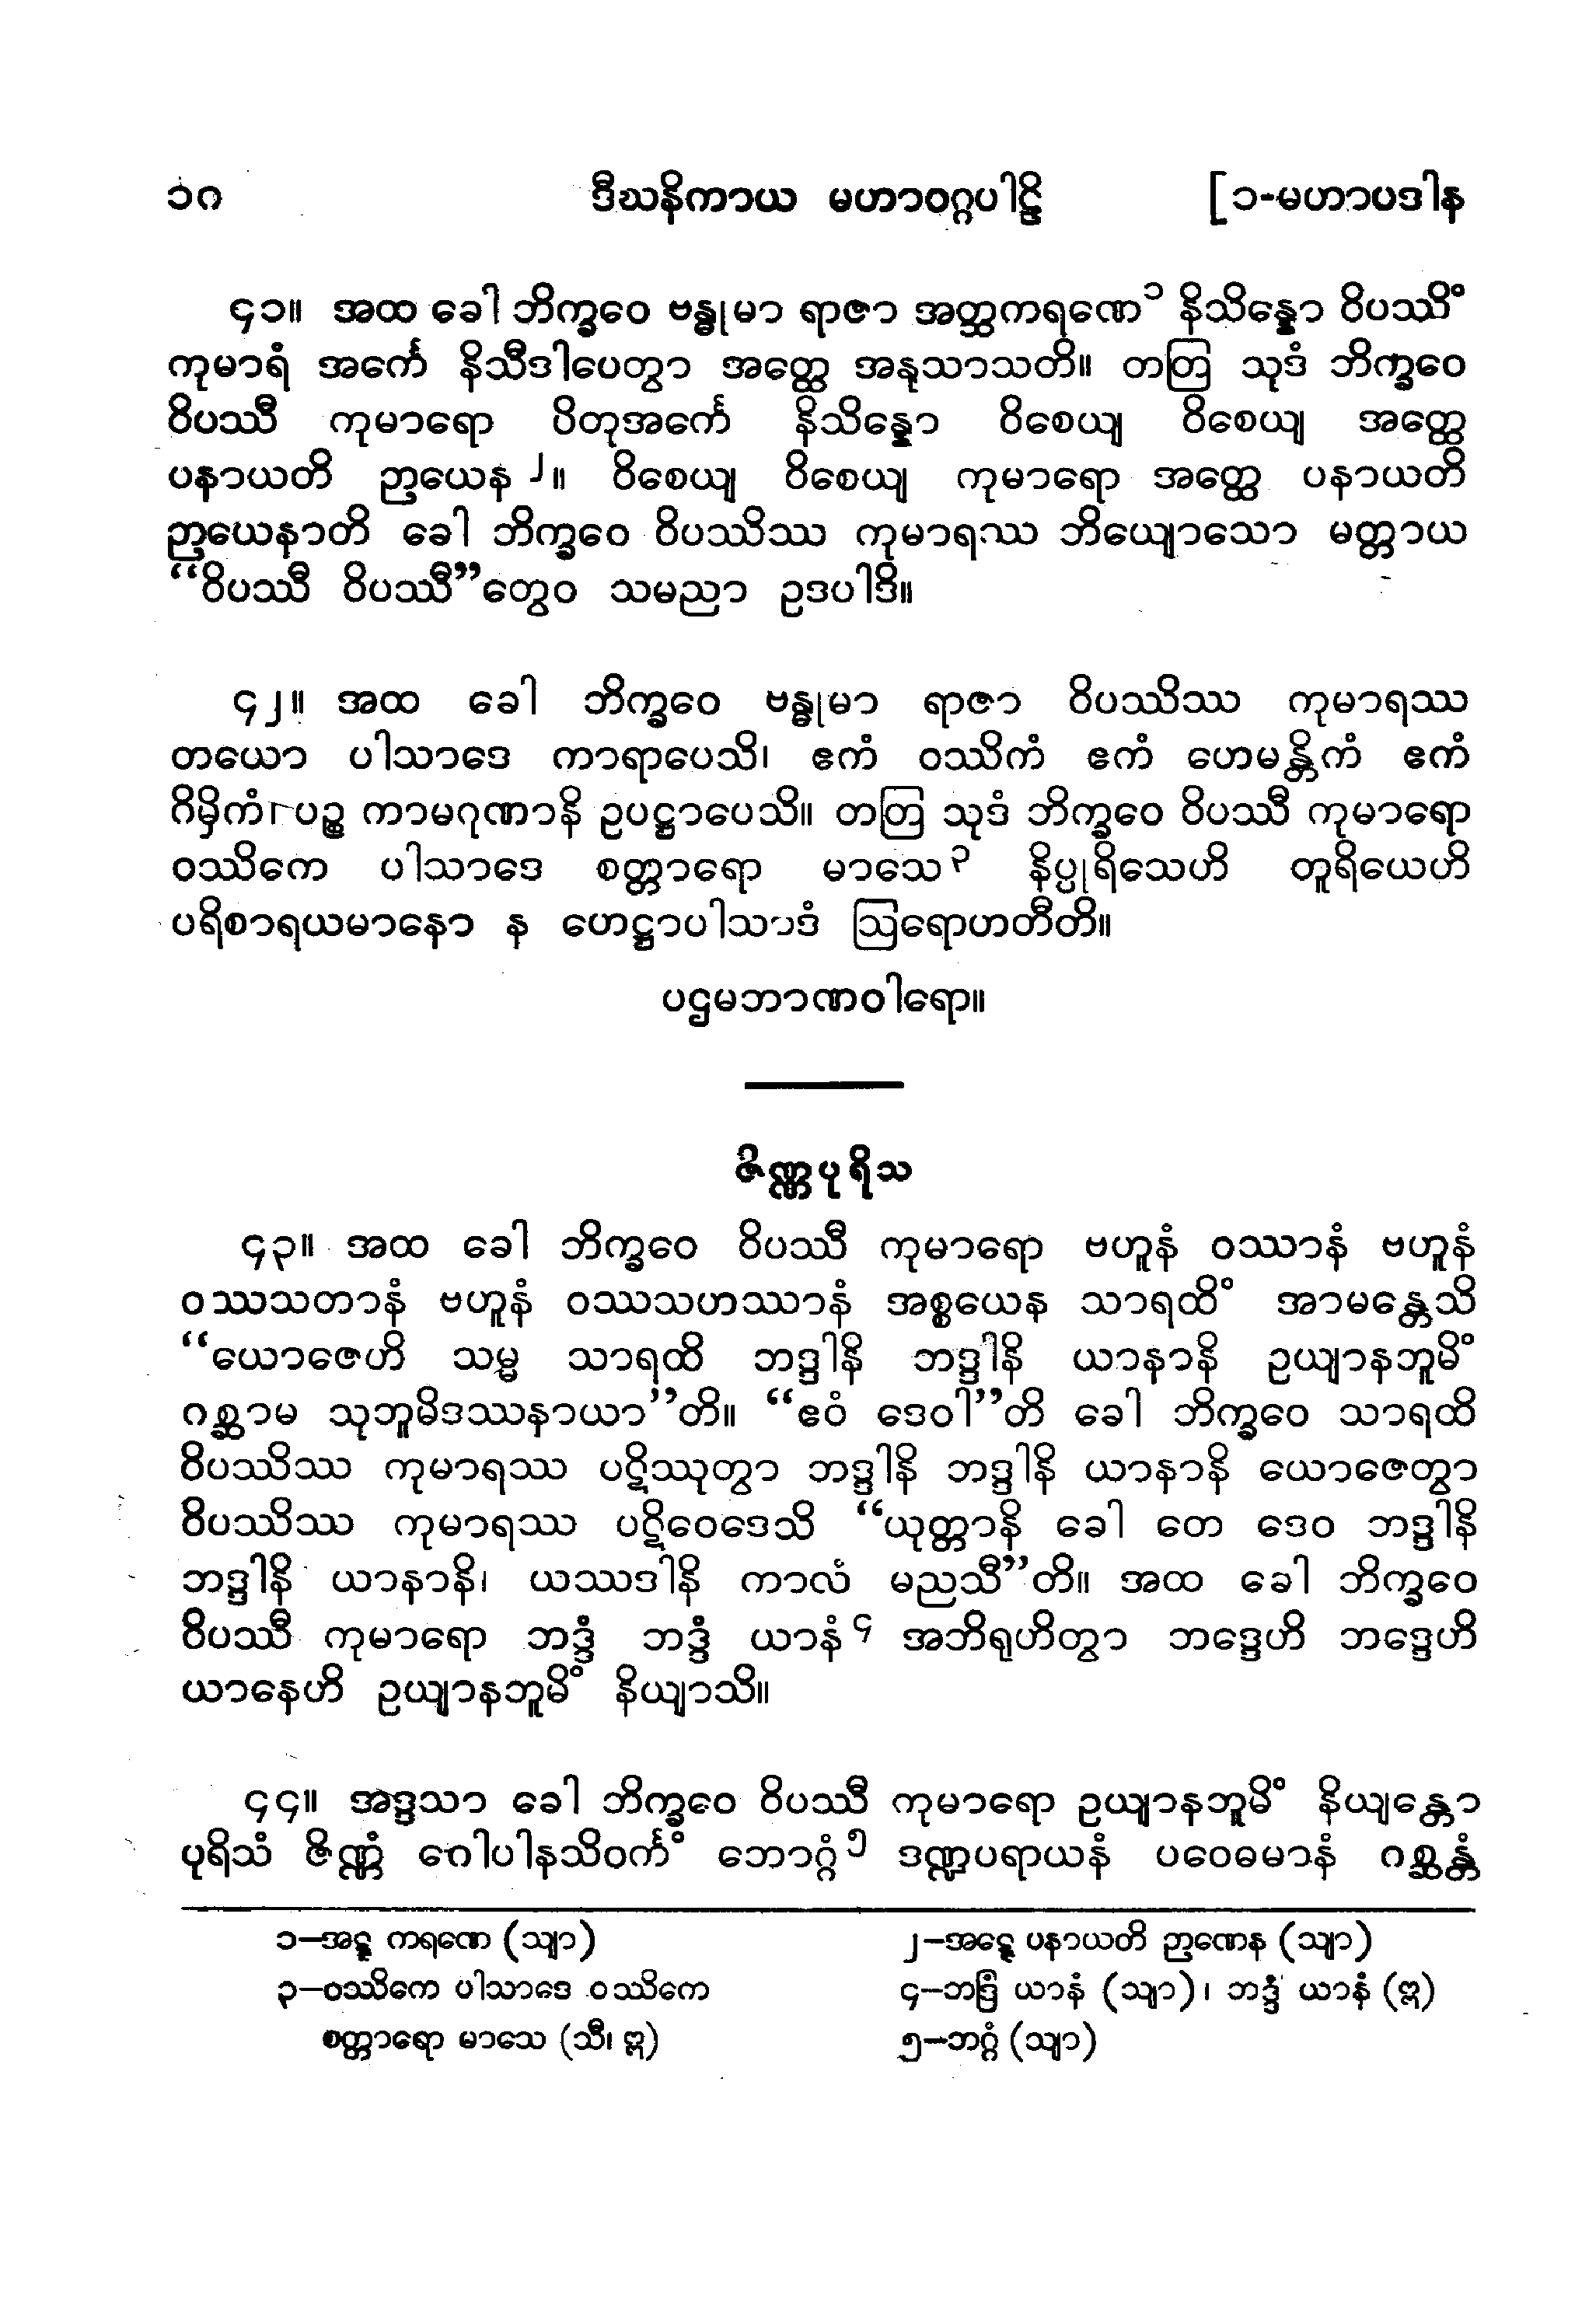 ၁ဂ ဒီဃနိကာယ မဟာဝဂ္ဂပါဠိ [၁-မဟာပဒါန
၄၁။ အထ ခေါ ဘိက္ခဝေ ဗန္ဓုမာ ရာဇာ အတ္ထကရဏေ၁ နိသိန္နော ဝိပဿိံ
ကုမာရံ အင်္ကေ နိသီဒါပေတွာ အတ္ထေ အနုသာသတိ။ တတြ သုဒံ ဘိက္ခဝေ
ဝိပဿီ ကုမာရော ပိတုအင်္ကေ နိသိန္နော ဝိစေယျ ဝိစေယျ အတ္ထေ
ပနာယတိ ဉာယေန၂။ ဝိစေယျ ဝိစေယျ ကုမာရော အတ္ထေ ပနာယတိ
ဉာယေနာတိ ခေါ ဘိက္ခဝေ ဝိပဿိဿ ကုမာရဿ ဘိယျောသော မတ္တာယ
“ဝိပဿီ ဝိပဿီ”တွေဝ သမညာ ဥဒပါဒိ။
၄၂။ အထ ခေါ ဘိက္ခဝေ ဗန္ဓုမာ ရာဇာ ဝိပဿိဿ ကုမာရဿ
တယော ပါသာဒေ ကာရာပေသိ၊ ဧကံ ဝဿိကံ ဧကံ ဟေမန္တိကံ ဧကံ
ဂိမှိကံ၊ ပဉ္စ ကာမဂုဏာနိ ဥပဋ္ဌာပေသိ။ တတြ သုဒံ ဘိက္ခဝေ ဝိပဿီ ကုမာရော
ဝဿိကေ ပါသာဒေ စတ္တာရော မာသေ၃ နိပ္ပုရိသေဟိ တူရိယေဟိ
ပရိစာရယမာနော န ဟေဋ္ဌာပါသာဒံ ဩရောဟတီတိ။
ပဌမဘာဏဝါရော။
ဇိဏ္ဏပုရိသ
၄၃။ အထ ခေါ ဘိက္ခဝေ ဝိပဿီ ကုမာရော ဗဟူနံ ဝဿာနံ ဗဟူနံ
ဝဿသတာနံ ဗဟူနံ ဝဿသဟဿာနံ အစ္စယေန သာရထိံ အာမန္တေသိ
“ယောဇေဟိ သမ္မ သာရထိ ဘဒ္ဒါနိ ဘဒ္ဒါနိ ယာနာနိ ဥယျာနဘူမိံ
ဂစ္ဆာမ သုဘူမိဒဿနာယာ”တိ။ “ဧဝံ ဒေဝါ”တိ ခေါ ဘိက္ခဝေ သာရထိ
ဝိပဿိဿ ကုမာရဿ ပဋိဿုတွာ ဘဒ္ဒါနိ ဘဒ္ဒါနိ ယာနာနိ ယောဇေတွာ
ဝိပဿိဿ ကုမာရဿ ပဋိဝေဒေသိ “ယုတ္တာနိ ခေါ တေ ဒေဝ ဘဒ္ဒါနိ
ဘဒ္ဒါနိ ယာနာနိ၊ ယဿဒါနိ ကာလံ မညသီ”တိ။ အထ ခေါ ဘိက္ခဝေ
ဝိပဿီ ကုမာရော ဘဒ္ဒံ ဘဒ္ဒံ ယာနံ၄ အဘိရုဟိတွာ ဘဒ္ဒေဟိ ဘဒ္ဒေဟိ
ယာနေဟိ ဥယျာနဘူမိံ နိယျာသိ။
၄၄။ အဒ္ဒသာ ခေါ ဘိက္ခဝေ ဝိပဿီ ကုမာရော ဥယျာနဘူမိံ နိယျန္တော
ပုရိသံ ဇိဏ္ဏံ ဂေါပါနသိဝင်္ကံ ဘောဂ္ဂံ၅ ဒဏ္ဍပရာယနံ ပဝေဓမာနံ ဂစ္ဆန္တံ
၁–အဋ္ဋ ကရဏေ (သျာ) ၂–အဋ္ဋေ ပနာယတိ ဉာဏေန (သျာ)
၃–ဝဿိကေ ပါသာဒေ ဝဿိကေ ၄–ဘဒြံ ယာနံ (သျာ)၊ ဘဒ္ဒံ ယာနံ (ဣ)
စတ္တာရော မာသေ (သီ၊ ဣ) ၅–ဘဂ္ဂံ (သျာ)